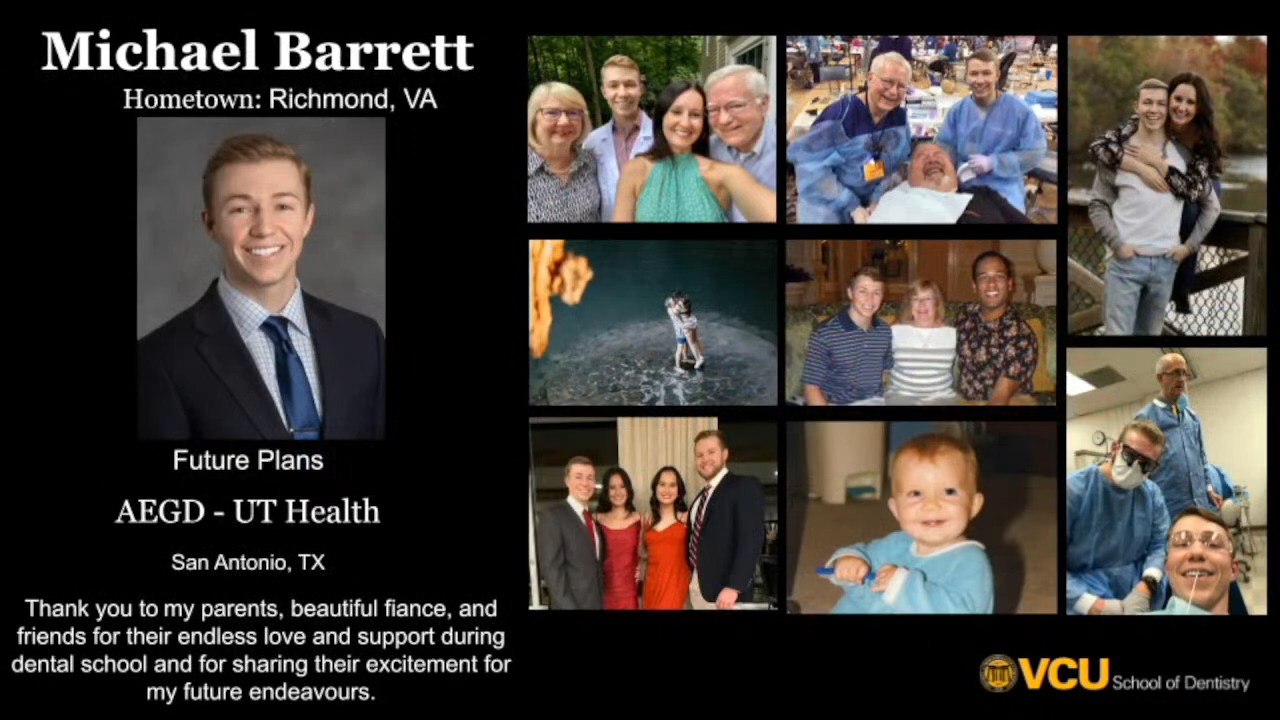 Michael Barrett
Hometown: Richmond, VA
Future Plans
AEGD - UT Health
San Antonio, TX
Thank you to my parents, beautiful fiance, and
friends for their endless love and support during
dental school and for sharing their excitement for
my future endeavours.
VCU School of Dentistry